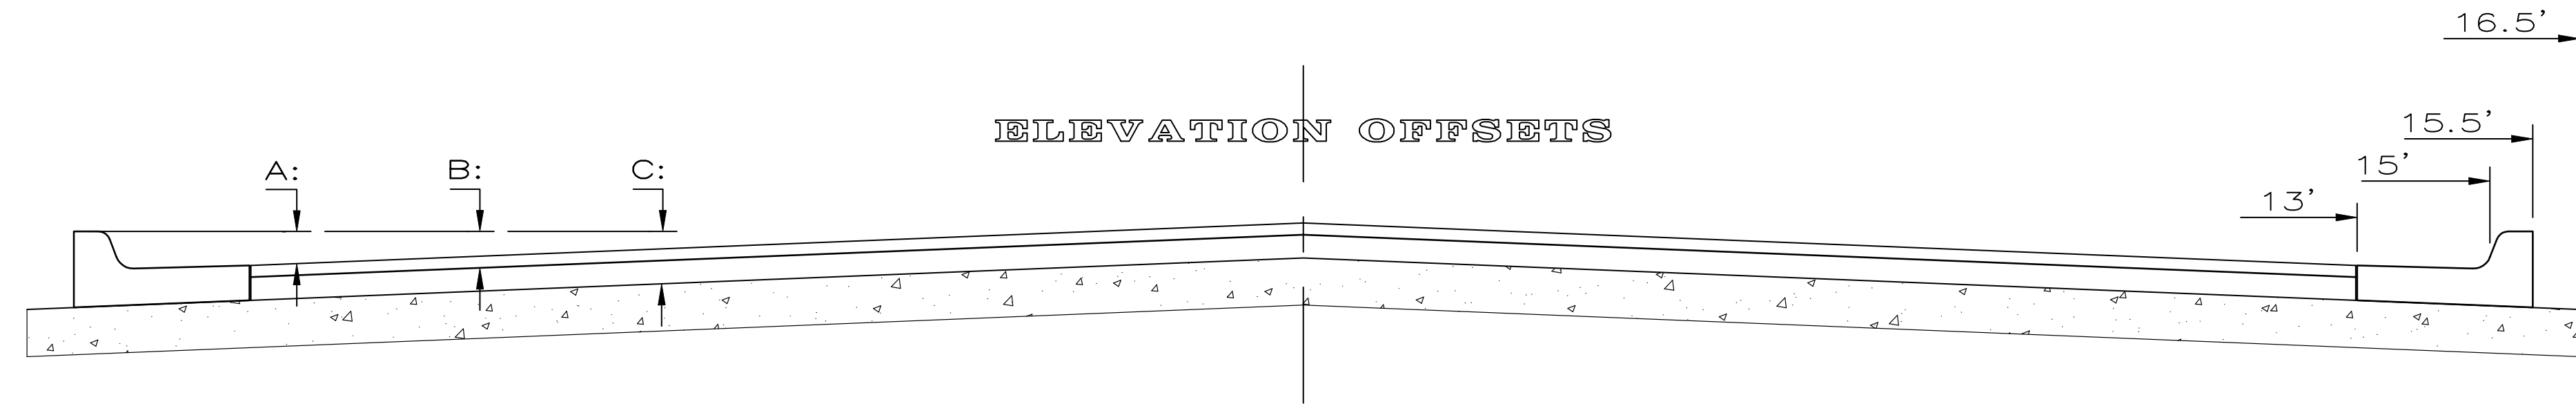 16.5'
ELEVATION OFFSETS
15.5'
15'
A: B: C:
13'